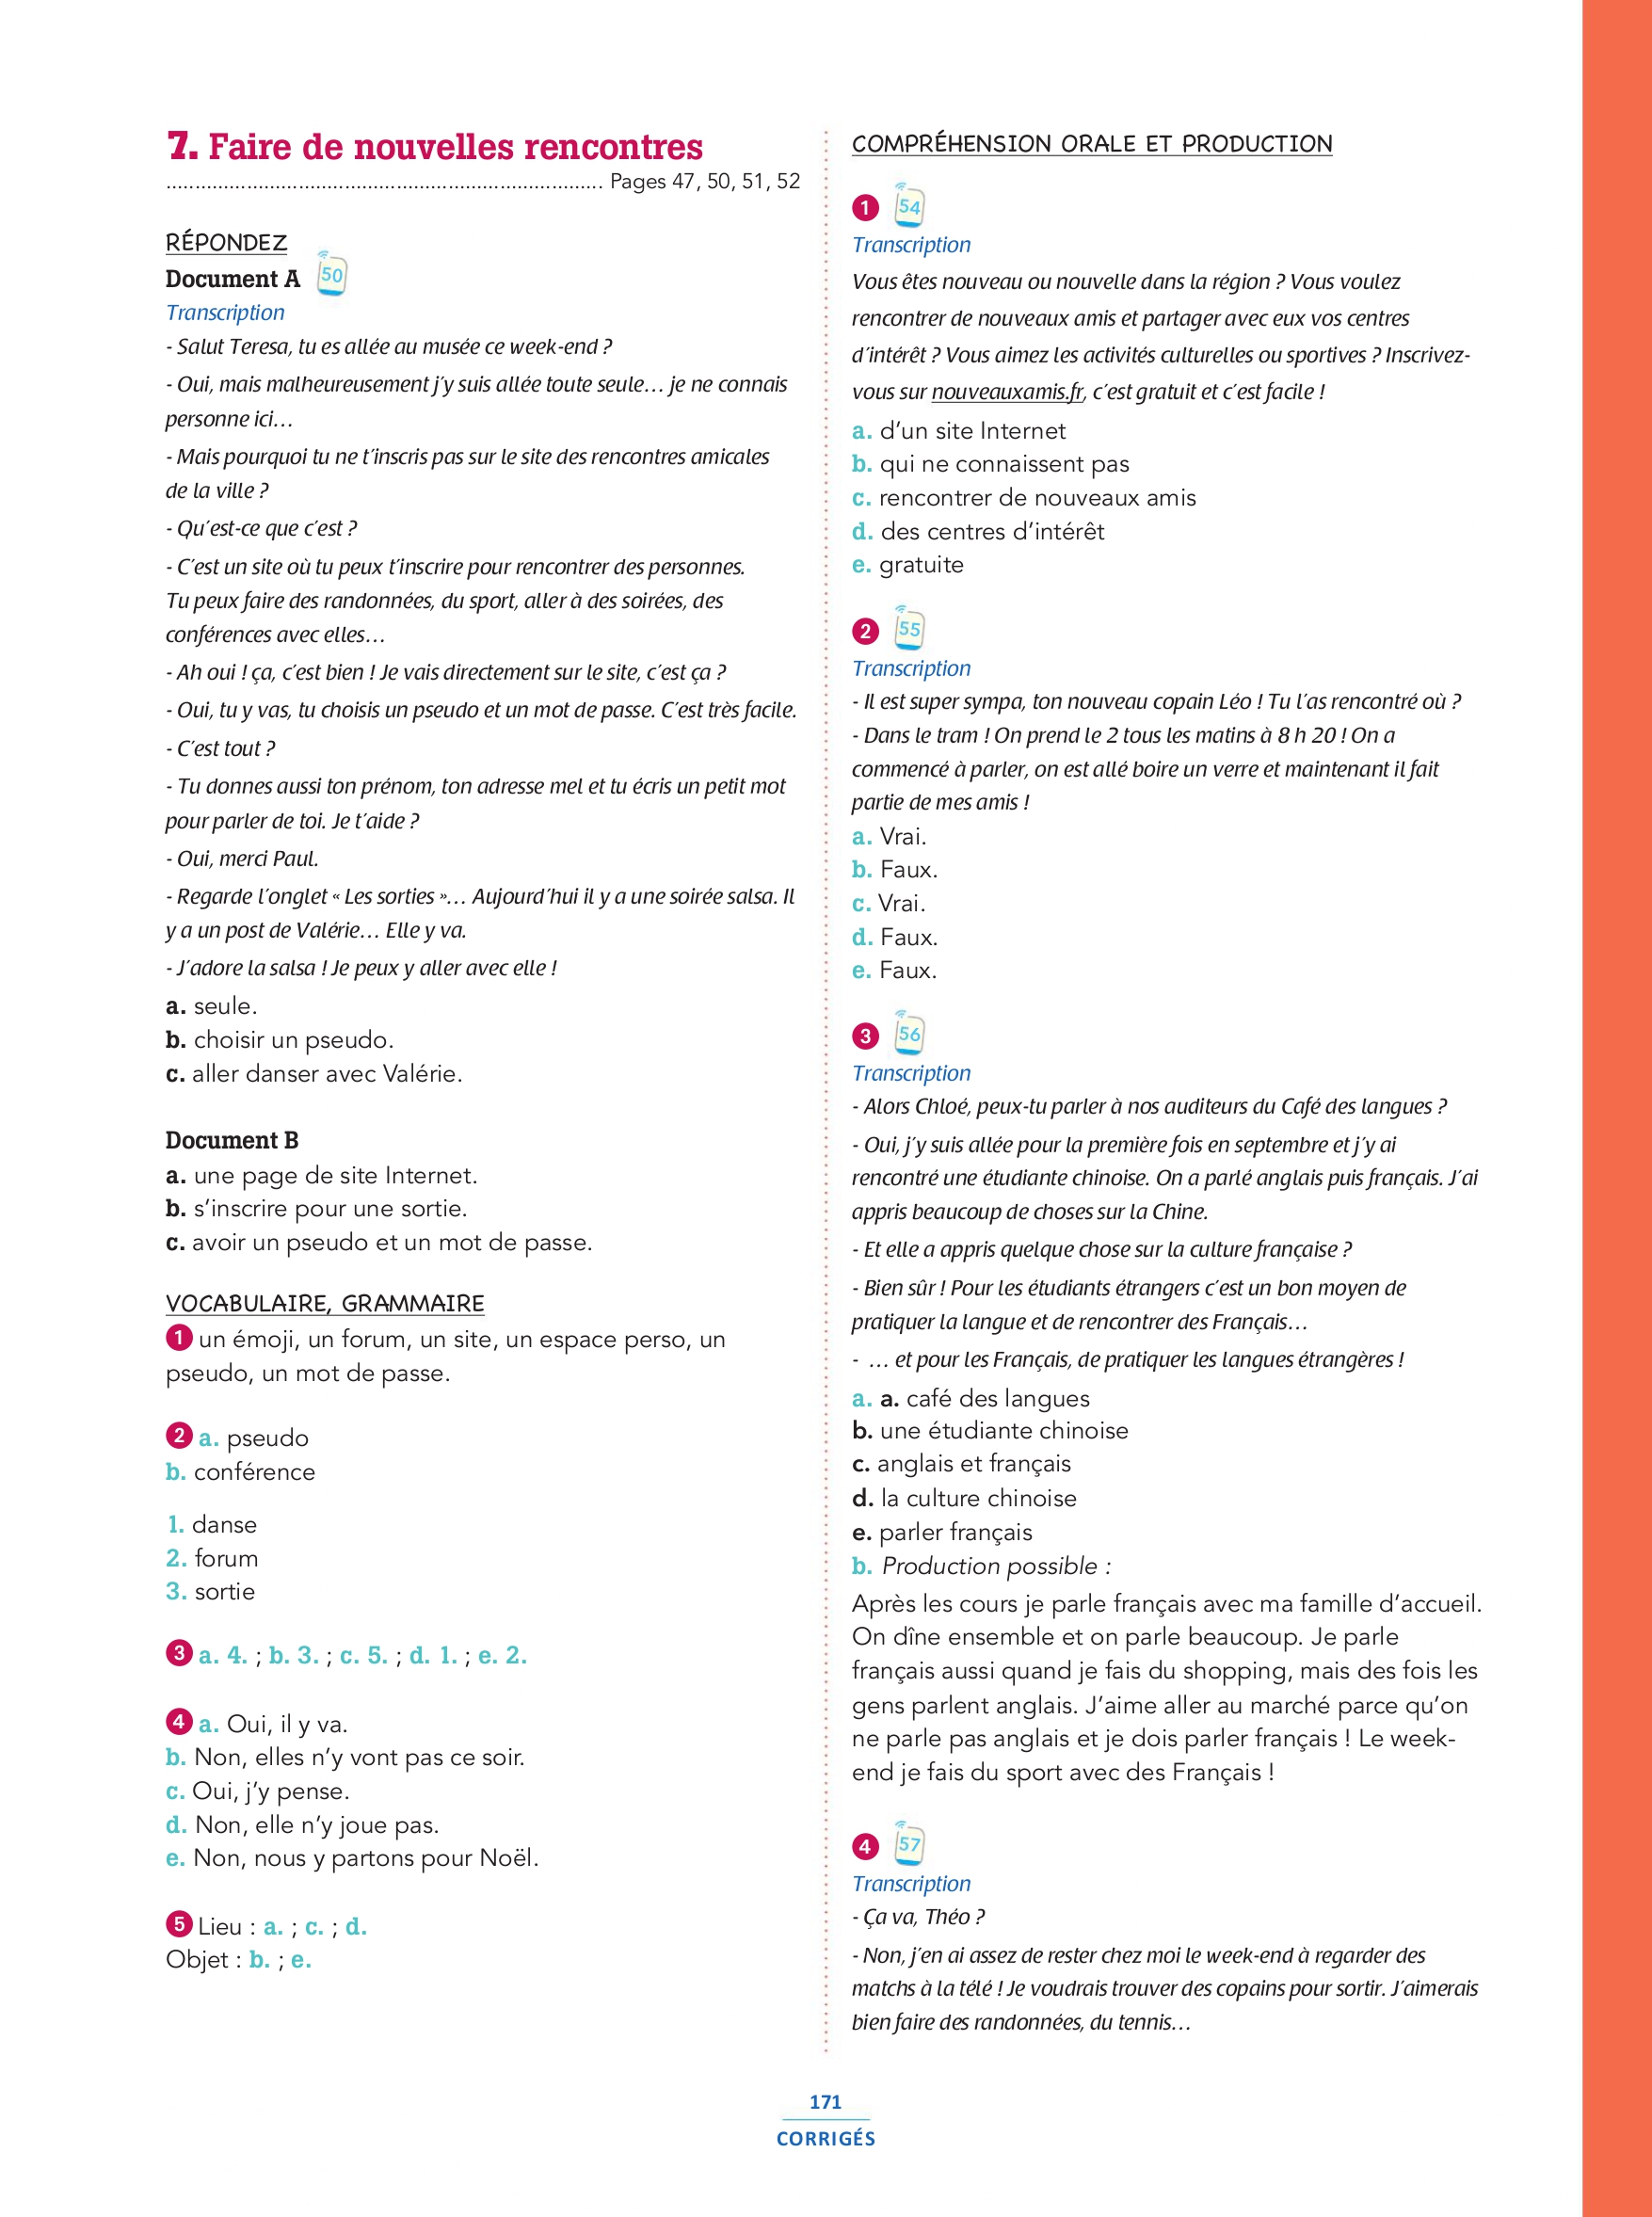 7. Faire de nouvelles rencontres
............................................................................ Pages 47, 50, 51, 52
RÉPONDEZ
Document A 50
Transcription
- Salut Teresa, tu es allée au musée ce week-end ?
- Oui, mais malheureusement j'y suis allée toute seule… je ne connais
personne ici…
- Mais pourquoi tu ne t'inscris pas sur le site des rencontres amicales
de la ville ?
- Qu'est-ce que c'est ?
- C'est un site où tu peux t'inscrire pour rencontrer des personnes.
Tu peux faire des randonnées, du sport, aller à des soirées, des
conférences avec elles…
- Ah oui ! ça, c'est bien ! Je vais directement sur le site, c'est ça ?
- Oui, tu y vas, tu choisis un pseudo et un mot de passe. C'est très facile.
- C'est tout ?
- Tu donnes aussi ton prénom, ton adresse mel et tu écris un petit mot
pour parler de toi. Je t'aide ?
- Oui, merci Paul.
- Regarde l'onglet « Les sorties »… Aujourd'hui il y a une soirée salsa. Il
y a un post de Valérie… Elle y va.
- J'adore la salsa ! Je peux y aller avec elle !
a. seule.
b. choisir un pseudo.
c. aller danser avec Valérie.
Document B
a. une page de site Internet.
b. s'inscrire pour une sortie.
c. avoir un pseudo et un mot de passe.
VOCABULAIRE, GRAMMAIRE
1 un émoji, un forum, un site, un espace perso, un
pseudo, un mot de passe.
2 a. pseudo
b. conférence
1. danse
2. forum
3. sortie
3 a. 4. ; b. 3. ; c. 5. ; d. 1. ; e. 2.
4 a. Oui, il y va.
b. Non, elles n'y vont pas ce soir.
c. Oui, j'y pense.
d. Non, elle n'y joue pas.
e. Non, nous y partons pour Noël.
5 Lieu : a. ; c. ; d.
Objet : b. ; e.
COMPRÉHENSION ORALE ET PRODUCTION
1 54
Transcription
Vous êtes nouveau ou nouvelle dans la région ? Vous voulez
rencontrer de nouveaux amis et partager avec eux vos centres
d'intérêt ? Vous aimez les activités culturelles ou sportives ? Inscrivez-
vous sur nouveauxamis.fr, c'est gratuit et c'est facile !
a. d'un site Internet
b. qui ne connaissent pas
c. rencontrer de nouveaux amis
d. des centres d'intérêt
e. gratuite
2 55
Transcription
- Il est super sympa, ton nouveau copain Léo ! Tu l'as rencontré où ?
- Dans le tram ! On prend le 2 tous les matins à 8 h 20 ! On a
commencé à parler, on est allé boire un verre et maintenant il fait
partie de mes amis !
a. Vrai.
b. Faux.
c. Vrai.
d. Faux.
e. Faux.
3 56
Transcription
- Alors Chloé, peux-tu parler à nos auditeurs du Café des langues ?
- Oui, j'y suis allée pour la première fois en septembre et j'y ai
rencontré une étudiante chinoise. On a parlé anglais puis français. J'ai
appris beaucoup de choses sur la Chine.
- Et elle a appris quelque chose sur la culture française ?
- Bien sûr ! Pour les étudiants étrangers c'est un bon moyen de
pratiquer la langue et de rencontrer des Français…
- … et pour les Français, de pratiquer les langues étrangères !
a. a. café des langues
b. une étudiante chinoise
c. anglais et français
d. la culture chinoise
e. parler français
b. Production possible :
Après les cours je parle français avec ma famille d'accueil.
On dîne ensemble et on parle beaucoup. Je parle
français aussi quand je fais du shopping, mais des fois les
gens parlent anglais. J'aime aller au marché parce qu'on
ne parle pas anglais et je dois parler français ! Le week-
end je fais du sport avec des Français !
4 57
Transcription
- Ça va, Théo ?
- Non, j'en ai assez de rester chez moi le week-end à regarder des
matchs à la télé ! Je voudrais trouver des copains pour sortir. J'aimerais
bien faire des randonnées, du tennis…
171
CORRIGÉS